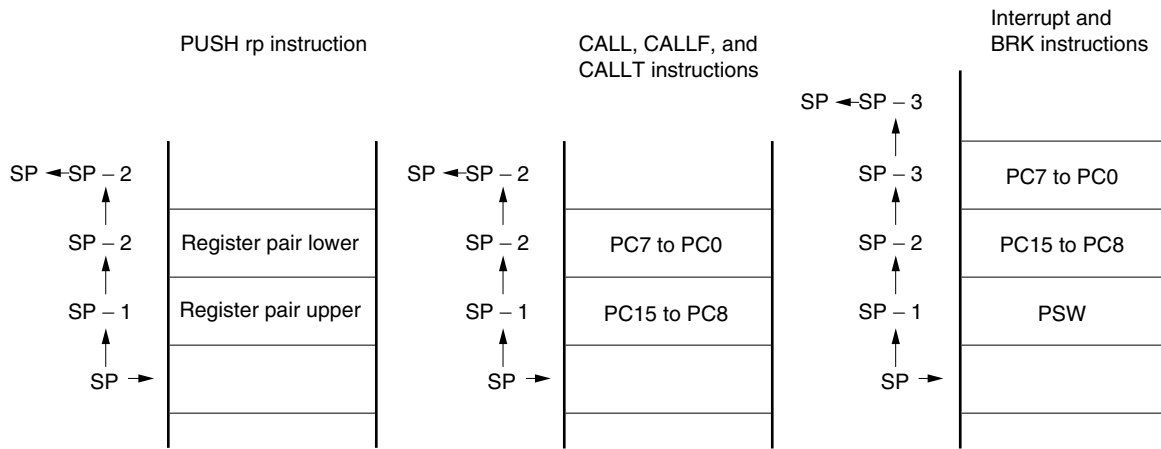 PUSH rp instruction
SP ← SP – 2
SP – 2
Register pair lower
SP – 1
Register pair upper
SP →
CALL, CALLF, and
CALLT instructions
SP ← SP – 2
SP – 2
PC7 to PC0
SP – 1
PC15 to PC8
SP →
Interrupt and
BRK instructions
SP ← SP – 3
SP – 3
PC7 to PC0
SP – 2
PC15 to PC8
SP – 1
PSW
SP →